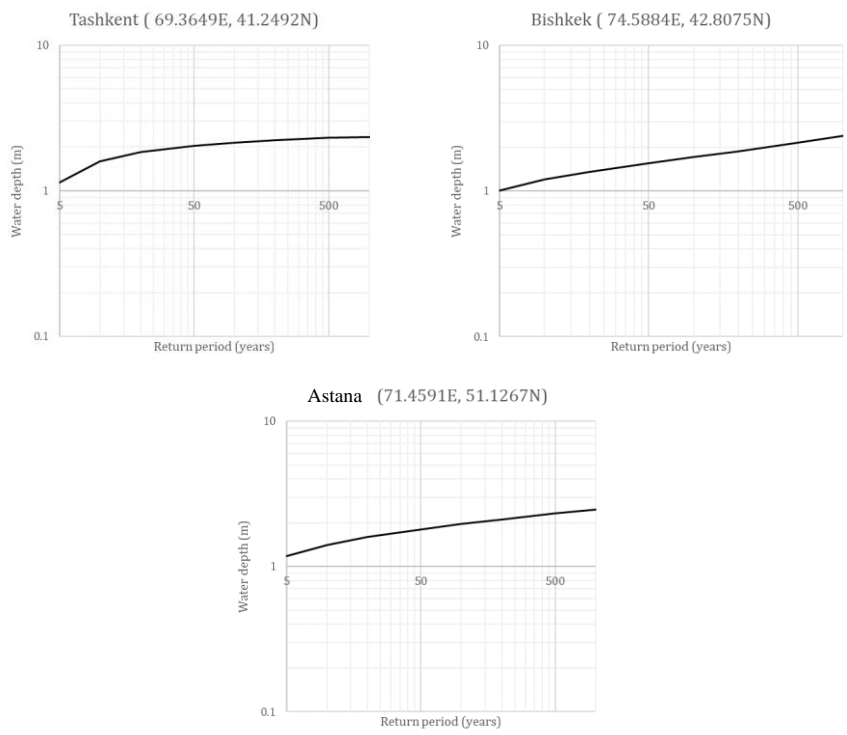 Tashkent ( 69.3649E, 41.2492N)
10
1
0.1
5
50
500
Water depth (m)
Return period (years)
Bishkek ( 74.5884E, 42.8075N)
10
1
0.1
5
50
500
Water depth (m)
Return period (years)
Astana (71.4591E, 51.1267N)
10
1
0.1
5
50
500
Water depth (m)
Return period (years)